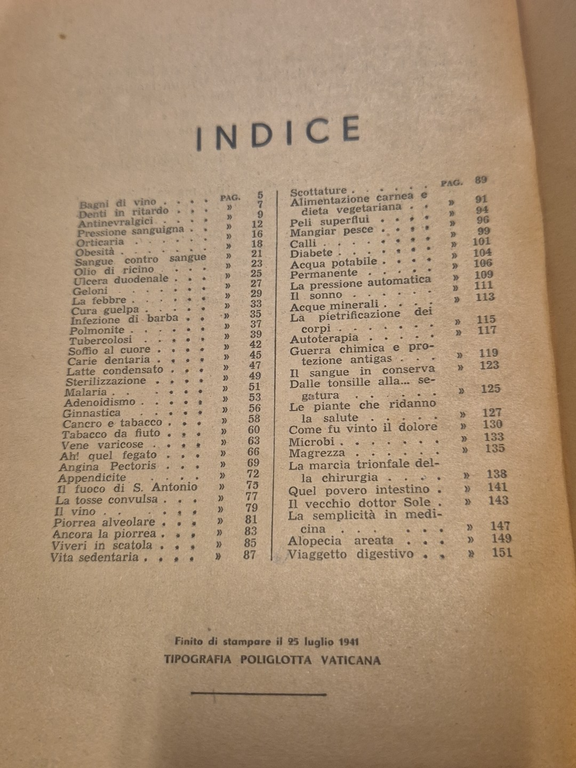 INDICE
Bagni di vino . . . PAG. 5
Denti in ritardo . . . » 7
Antinevralgici . . . » 9
Pressione sanguigna . » 12
Orticaria . . . . . » 16
Obesità . . . . . » 18
Sangue contro sangue » 21
Olio di ricino . . . » 23
Ulcera duodenale . . » 25
Geloni . . . . . » 27
La febbre . . . . » 29
Cura guelpa . . . . » 33
Infezione di barba . . » 35
Polmonite . . . . » 37
Tubercolosi . . . . » 39
Soffio al cuore . . . » 42
Carie dentaria . . . » 45
Latte condensato . . » 47
Sterilizzazione . . . » 49
Malaria . . . . . » 51
Adenoidismo . . . . » 53
Ginnastica . . . . » 56
Cancro e tabacco . . » 58
Tabacco da fiuto . . » 60
Vene varicose . . . » 63
Ah! quel fegato . . . » 66
Angina Pectoris . . . » 69
Appendicite . . . . » 72
Il fuoco di S. Antonio » 75
La tosse convulsa . . » 77
Il vino . . . . . » 79
Piorrea alveolare . . » 81
Ancora la piorrea . . » 83
Viveri in scatola . . » 85
Vita sedentaria . . . » 87
Scottature . . . . . PAG. 89
Alimentazione carnea e
dieta vegetariana . . » 91
Peli superflui . . . » 94
Mangiar pesce . . . » 96
Calli . . . . . . » 99
Diabete . . . . . » 101
Acqua potabile . . . » 104
Permanente . . . . » 106
La pressione automatica » 109
Il sonno . . . . . » 111
Acque minerali . . . » 113
La pietrificazione dei
corpi . . . . . . » 115
Autoterapia . . . . » 117
Guerra chimica e pro-
tezione antigas . . . » 119
Il sangue in conserva » 123
Dalle tonsille alla... se-
gatura . . . . . » 125
Le piante che ridanno
la salute . . . . » 127
Come fu vinto il dolore » 130
Microbi . . . . . » 133
Magrezza . . . . . » 135
La marcia trionfale del-
la chirurgia . . . » 138
Quel povero intestino . » 141
Il vecchio dottor Sole . » 143
La semplicità in medi-
cina . . . . . . » 147
Alopecia areata . . . » 149
Viaggetto digestivo . . » 151
Finito di stampare il 25 luglio 1941
TIPOGRAFIA POLIGLOTTA VATICANA